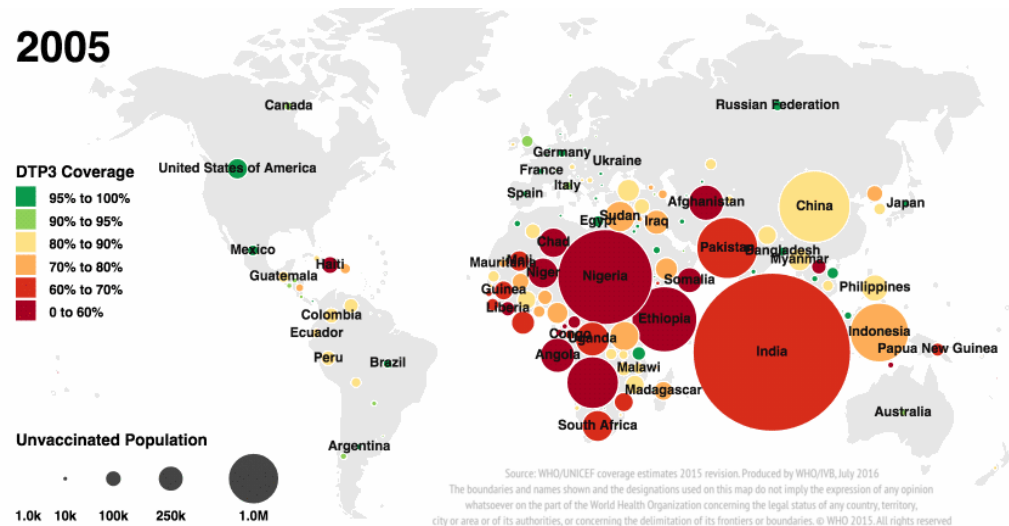 2005
Canada
Russian Federation
Germany
Ukraine
France
United States of America
Italy
Spain
DTP3 Coverage
95% to 100%
90% to 95%
80% to 90%
70% to 80%
60% to 70%
0 to 60%
Afghanistan
China
Japan
Egypt
Sudan
Iraq
Mexico
Chad
Pakistan
Bangladesh
Myanmar
Haiti
Mauritania
Mali
Guatemala
Niger
Nigeria
Somalia
Philippines
Guinea
Liberia
Colombia
Ethiopia
Ecuador
Congo
Uganda
Indonesia
Papua New Guinea
India
Peru
Brazil
Angola
Malawi
Madagascar
Australia
South Africa
Unvaccinated Population
Argentina
1.0k 10k 100k 250k 1.0M
Source: WHO/UNICEF coverage estimates 2015 revision. Produced by WHO/IVB, July 2016
The boundaries and names shown and the designations used on this map do not imply the expression of any opinion
whatsoever on the part of the World Health Organization concerning the legal status of any country, territory,
city or area or of its authorities, or concerning the delimitation of its frontiers or boundaries. © WHO 2015. All rights reserved